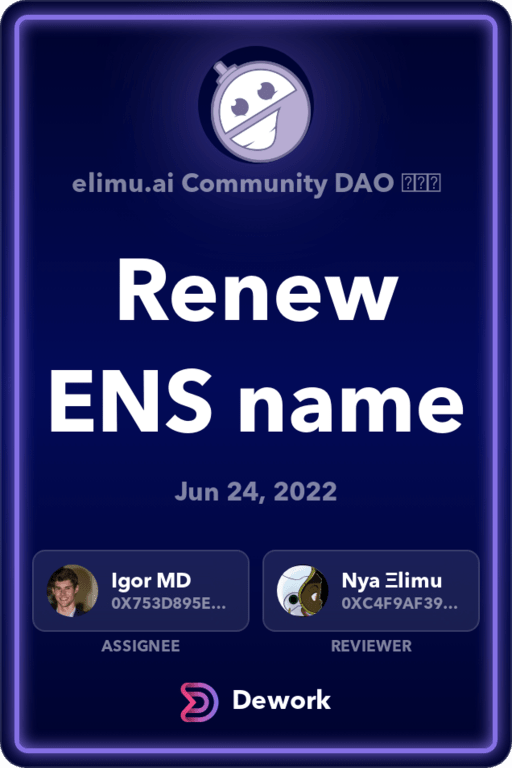 elimu.ai Community DAO
Renew
ENS name
Jun 24, 2022
Igor MD
0X753D895E...
ASSIGNEE
Nya Ξlimu
0XC4F9AF39...
REVIEWER
Dework